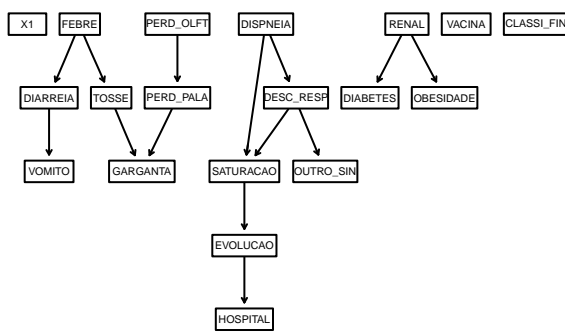 X1 FEBRE PERD_OLFT DISPNEIA RENAL VACINA CLASSI_FIN
DIARREIA TOSSE PERD_PALA DESC_RESP DIABETES OBESIDADE
VOMITO GARGANTA SATURACAO OUTRO_SIN
EVOLUCAO
HOSPITAL